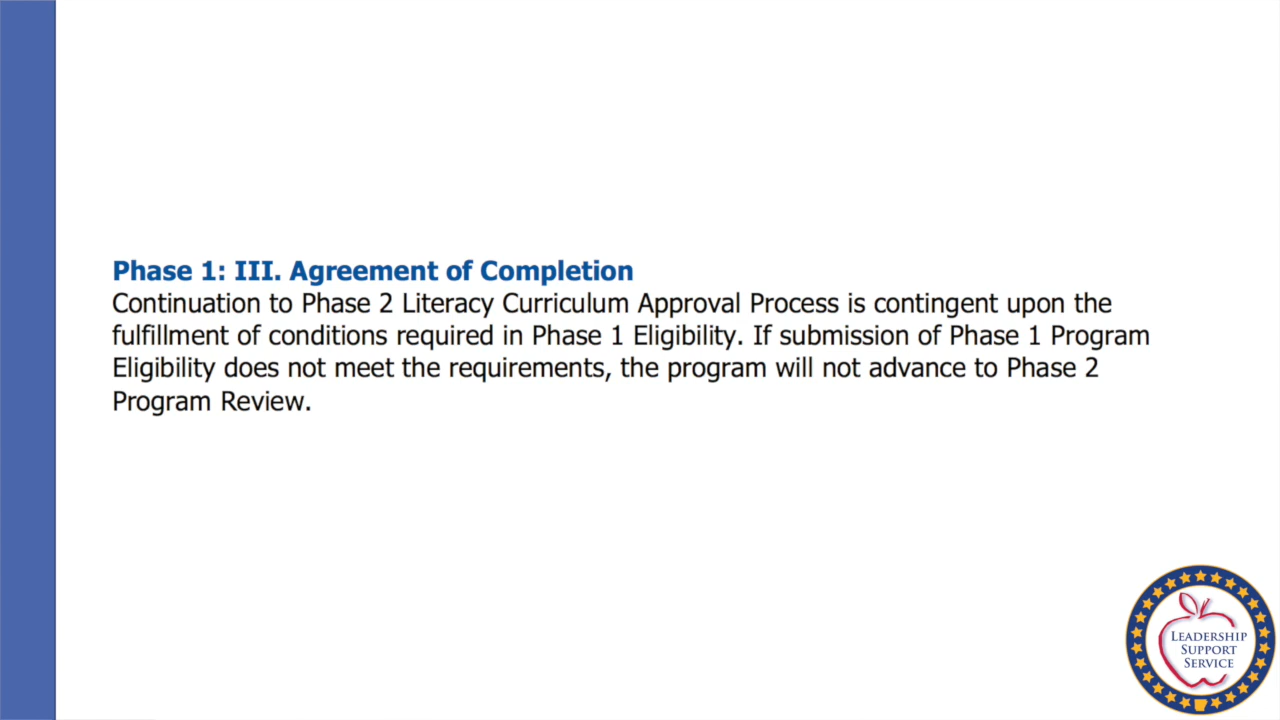 Phase 1: III. Agreement of Completion
Continuation to Phase 2 Literacy Curriculum Approval Process is contingent upon the
fulfillment of conditions required in Phase 1 Eligibility. If submission of Phase 1 Program
Eligibility does not meet the requirements, the program will not advance to Phase 2
Program Review.
LEADERSHIP
SUPPORT
SERVICE